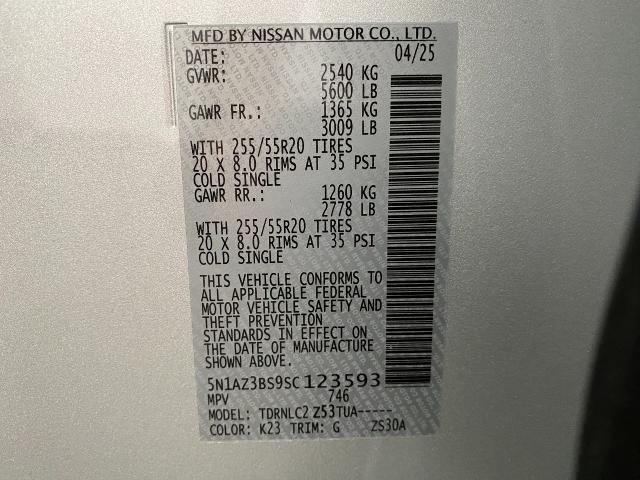 MFD BY NISSAN MOTOR CO., LTD.
DATE: 04/25
GVWR: 2540 KG
5600 LB
GAWR FR.: 1365 KG
3009 LB
WITH 255/55R20 TIRES
20 X 8.0 RIMS AT 35 PSI
COLD SINGLE
GAWR RR.: 1260 KG
2778 LB
WITH 255/55R20 TIRES
20 X 8.0 RIMS AT 35 PSI
COLD SINGLE
THIS VEHICLE CONFORMS TO
ALL APPLICABLE FEDERAL
MOTOR VEHICLE SAFETY AND
THEFT PREVENTION
STANDARDS IN EFFECT ON
THE DATE OF MANUFACTURE
SHOWN ABOVE.
5N1AZ3BS9SC123593
MPV 746
MODEL: TDRNLC2 Z53TUA-----
COLOR: K23 TRIM: G ZS30A